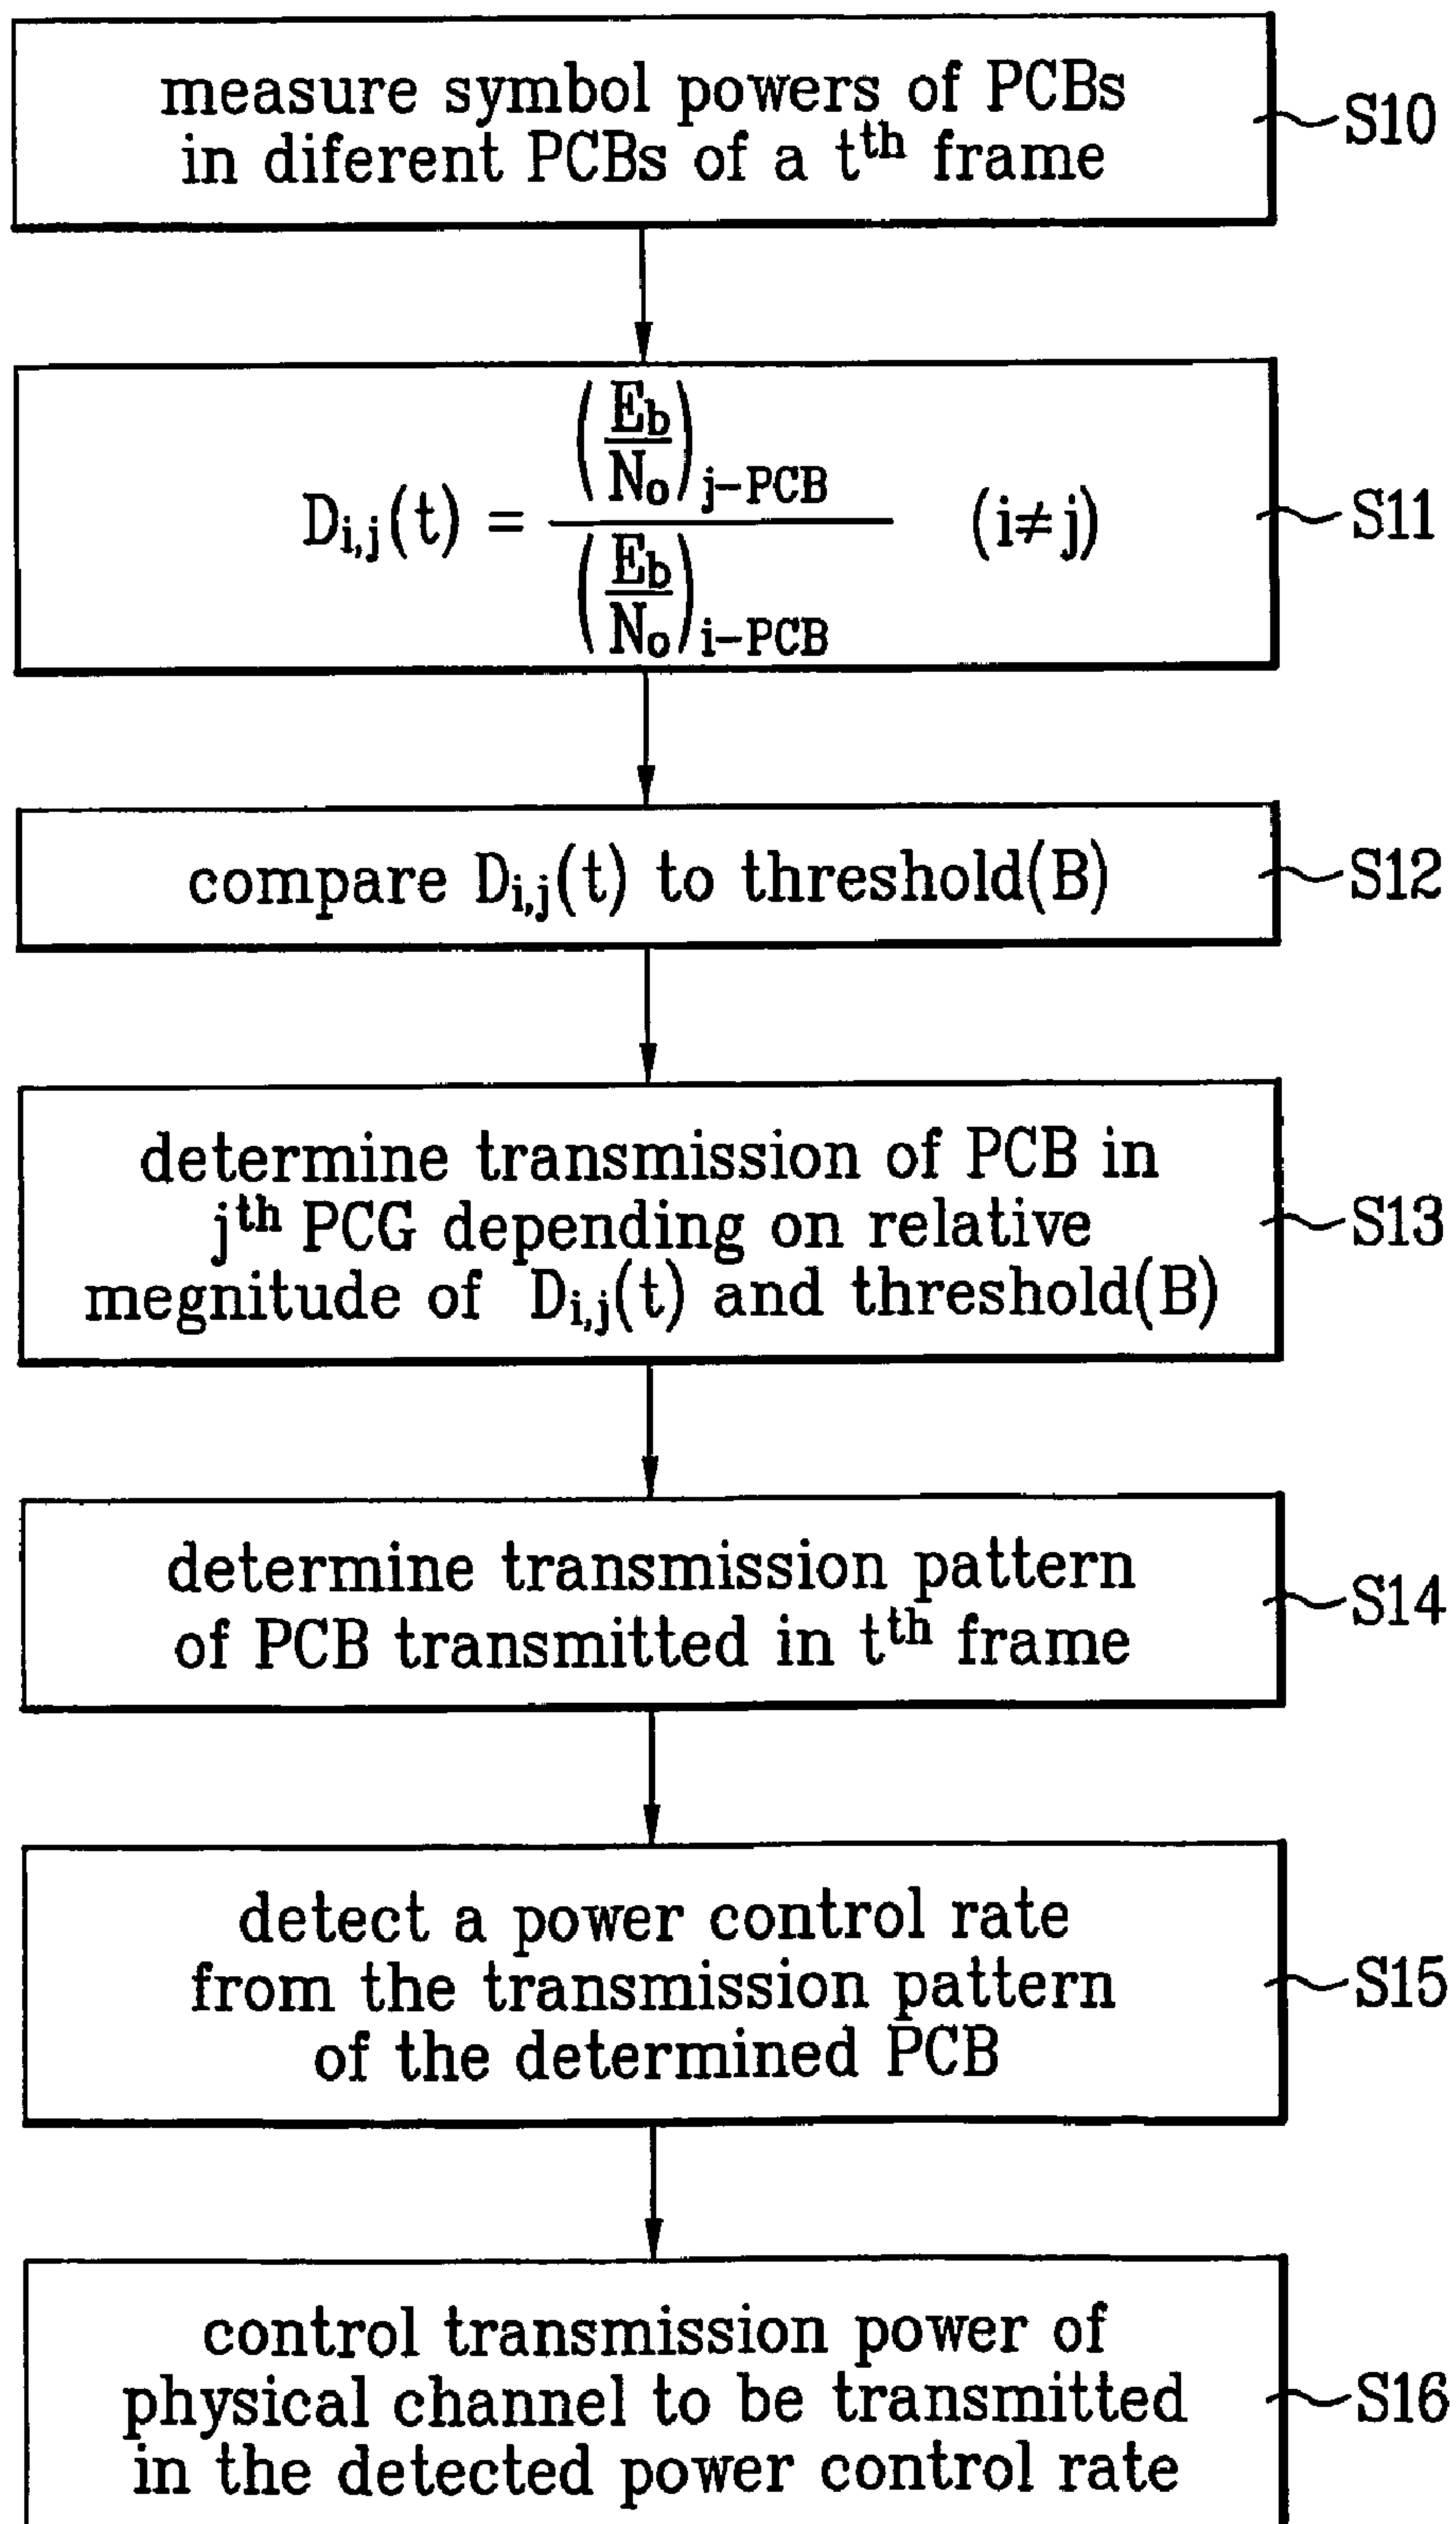 measure symbol powers of PCBs
in diferent PCBs of a tth frame
S10
Di,j(t) = (Eb/No)j-PCB / (Eb/No)i-PCB (i≠j)
S11
compare Di,j(t) to threshold(B)
S12
determine transmission of PCB in
jth PCG depending on relative
megnitude of Di,j(t) and threshold(B)
S13
determine transmission pattern
of PCB transmitted in tth frame
S14
detect a power control rate
from the transmission pattern
of the determined PCB
S15
control transmission power of
physical channel to be transmitted
in the detected power control rate
S16